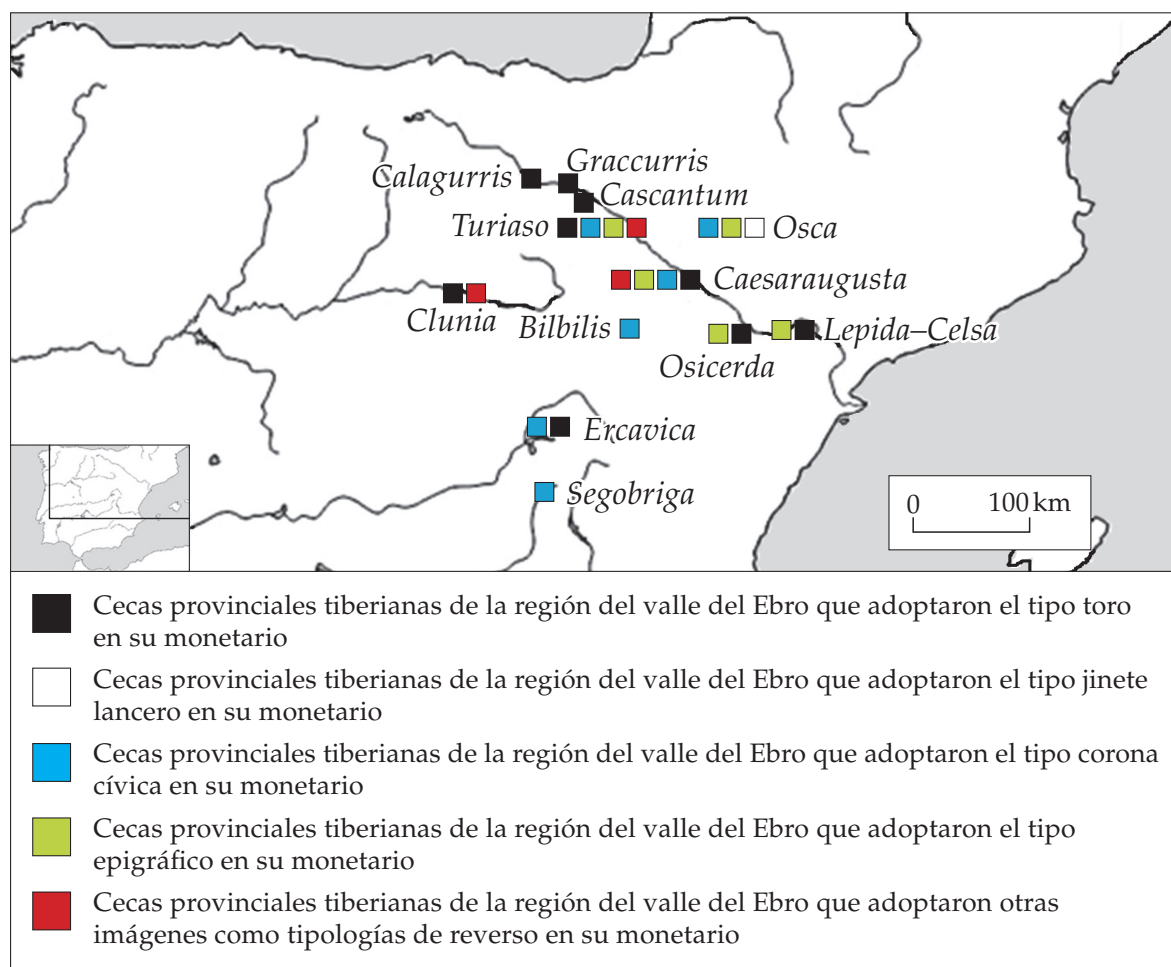 Calagurris
Graccurris
Cascantum
Turiaso
Osca
Caesaraugusta
Clunia
Bilbilis
Lepida–Celsa
Osicerda
Ercavica
Segobriga
0 100 km
Cecas provinciales tiberianas de la región del valle del Ebro que adoptaron el tipo toro
en su monetario
Cecas provinciales tiberianas de la región del valle del Ebro que adoptaron el tipo jinete
lancero en su monetario
Cecas provinciales tiberianas de la región del valle del Ebro que adoptaron el tipo corona
cívica en su monetario
Cecas provinciales tiberianas de la región del valle del Ebro que adoptaron el tipo
epigráfico en su monetario
Cecas provinciales tiberianas de la región del valle del Ebro que adoptaron otras
imágenes como tipologías de reverso en su monetario